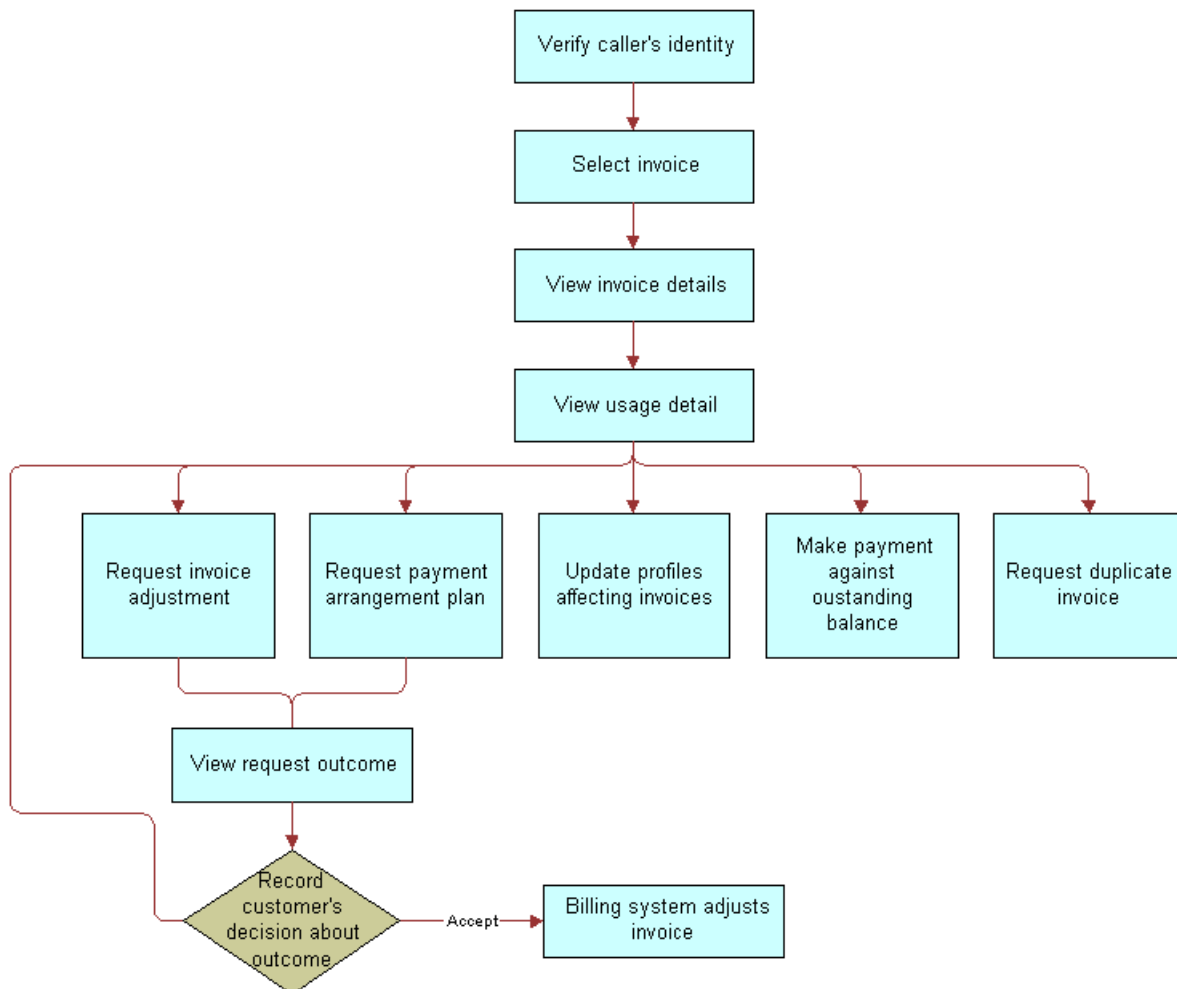 Verify caller's identity
Select invoice
View invoice details
View usage detail
Request invoice
adjustment
Request payment
arrangement plan
Update profiles
affecting invoices
Make payment
against
oustanding
balance
Request duplicate
invoice
View request outcome
Record
customer's
decision about
outcome
Accept
Billing system adjusts
invoice